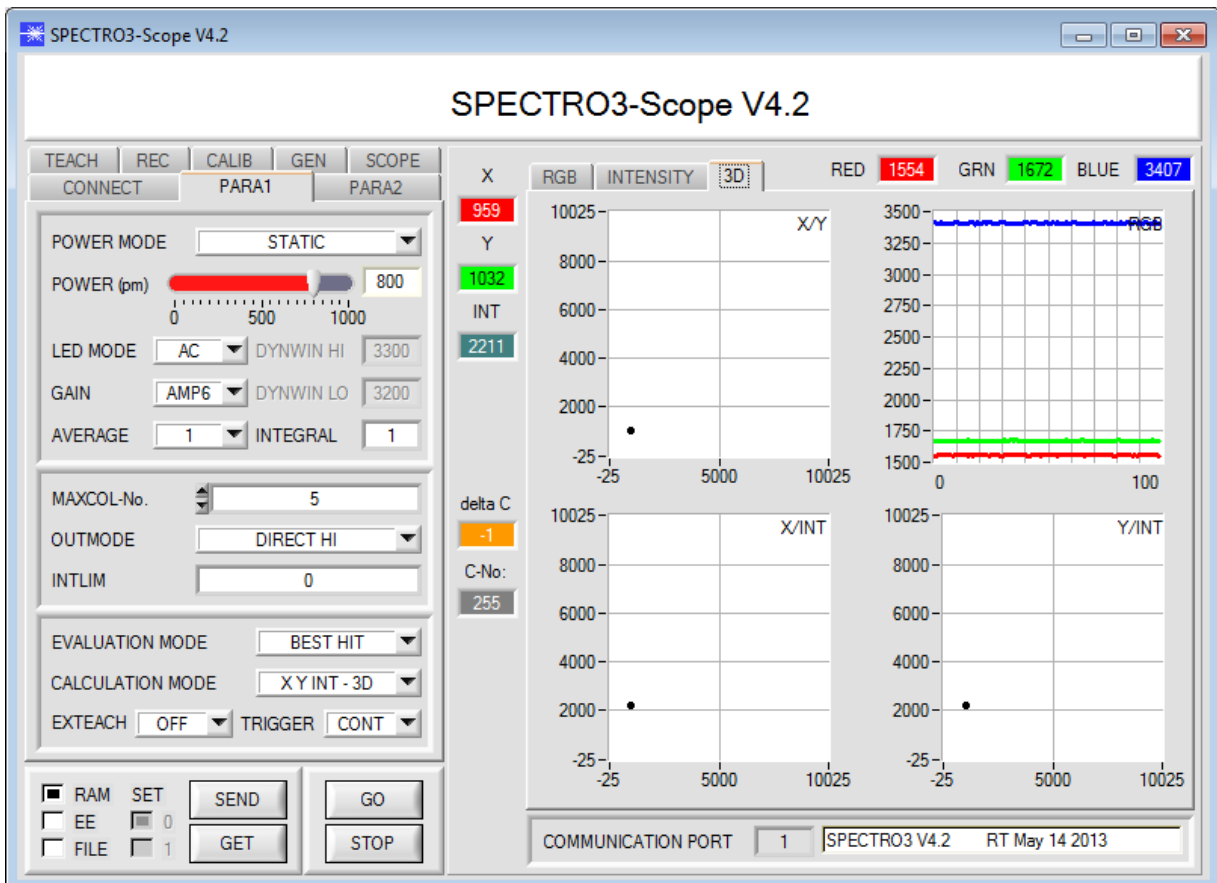 SPECTRO3-Scope V4.2
SPECTRO3-Scope V4.2
TEACH REC CALIB GEN SCOPE
CONNECT PARA1 PARA2
POWER MODE STATIC
POWER (pm) 800
0 500 1000
LED MODE AC DYNWIN HI 3300
GAIN AMP6 DYNWIN LO 3200
AVERAGE 1 INTEGRAL 1
MAXCOL-No. 5
OUTMODE DIRECT HI
INTLIM 0
EVALUATION MODE BEST HIT
CALCULATION MODE X Y INT - 3D
EXTEACH OFF TRIGGER CONT
RAM SET SEND GO
EE 0
FILE 1 GET STOP
X
959
Y
1032
INT
2211
delta C
-1
C-No:
255
RGB INTENSITY 3D RED 1554 GRN 1672 BLUE 3407
X/Y
10025
8000
6000
4000
2000
-25
-25 5000 10025
RGB
3500
3250
3000
2750
2500
2250
2000
1750
1500
0 100
X/INT
10025
8000
6000
4000
2000
-25
-25 5000 10025
Y/INT
10025
8000
6000
4000
2000
-25
-25 5000 10025
COMMUNICATION PORT 1 SPECTRO3 V4.2 RT May 14 2013